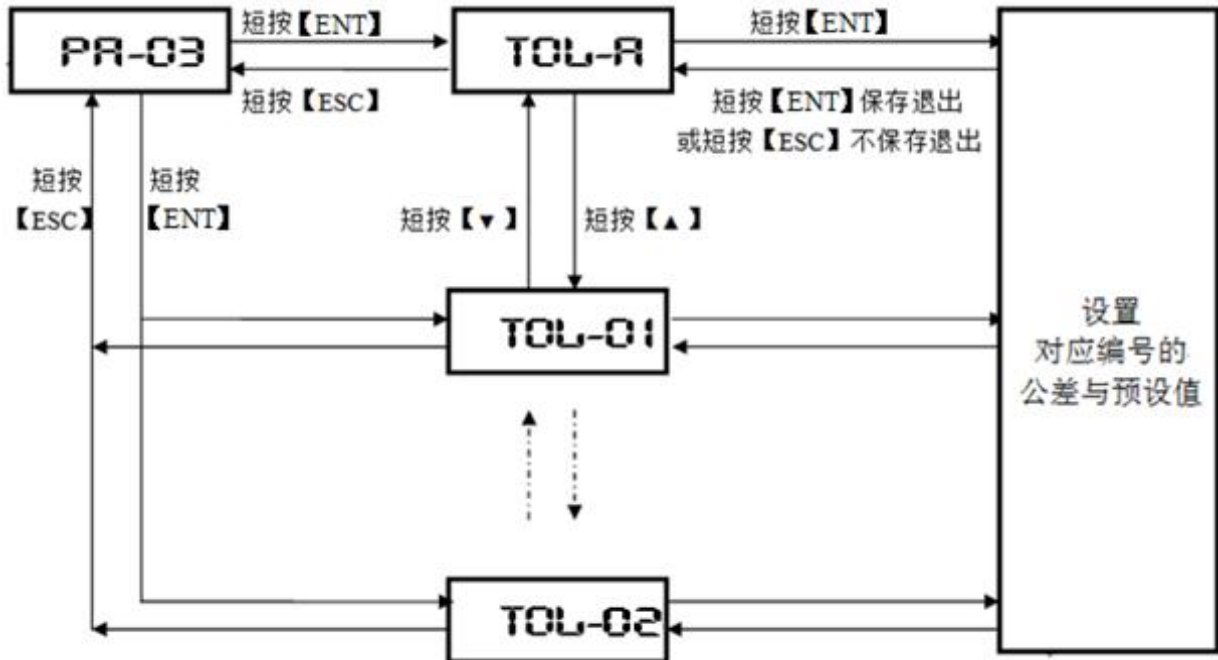 PA-03
短按【ENT】
TOL-A
短按【ENT】
短按【ESC】
短按【ENT】保存退出
或短按【ESC】不保存退出
短按
【ESC】
短按
【ENT】
短按【▼】
短按【▲】
TOL-01
设置
对应编号的
公差与预设值
TOL-02